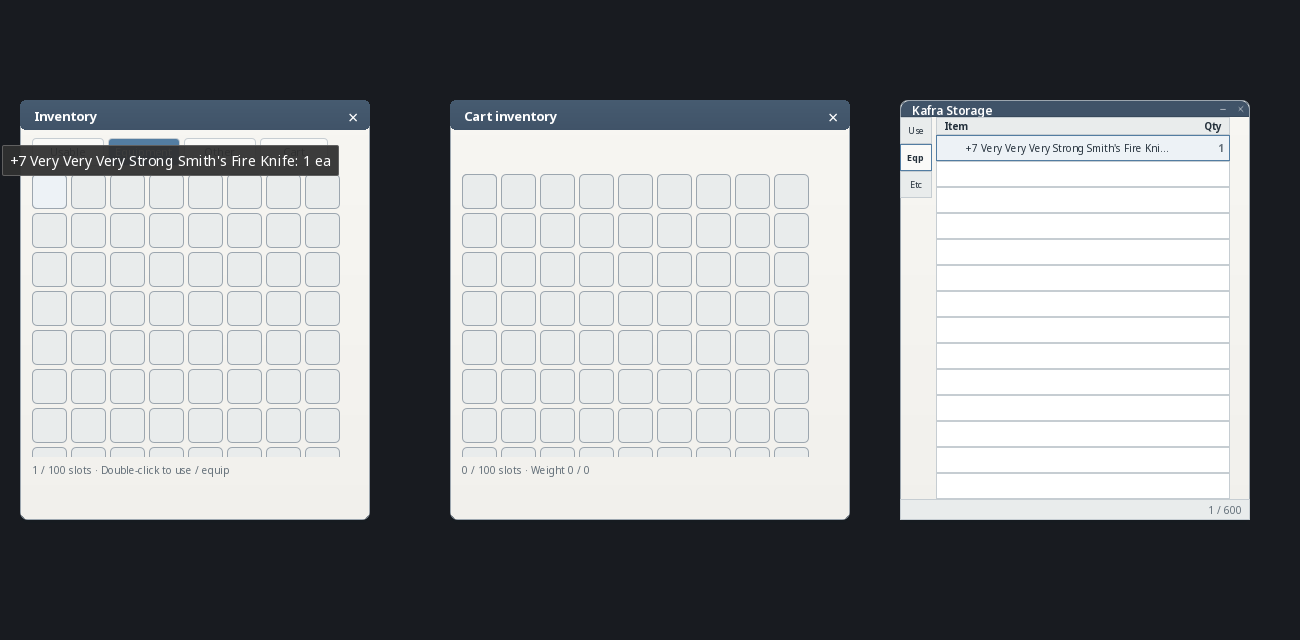 Inventory
×
+7 Very Very Very Strong Smith's Fire Knife: 1 ea
1 / 100 slots · Double-click to use / equip
Cart inventory
×
0 / 100 slots · Weight 0 / 0
Kafra Storage
– ×
Use
Eqp
Etc
Item Qty
+7 Very Very Very Strong Smith's Fire Kni... 1
1 / 600